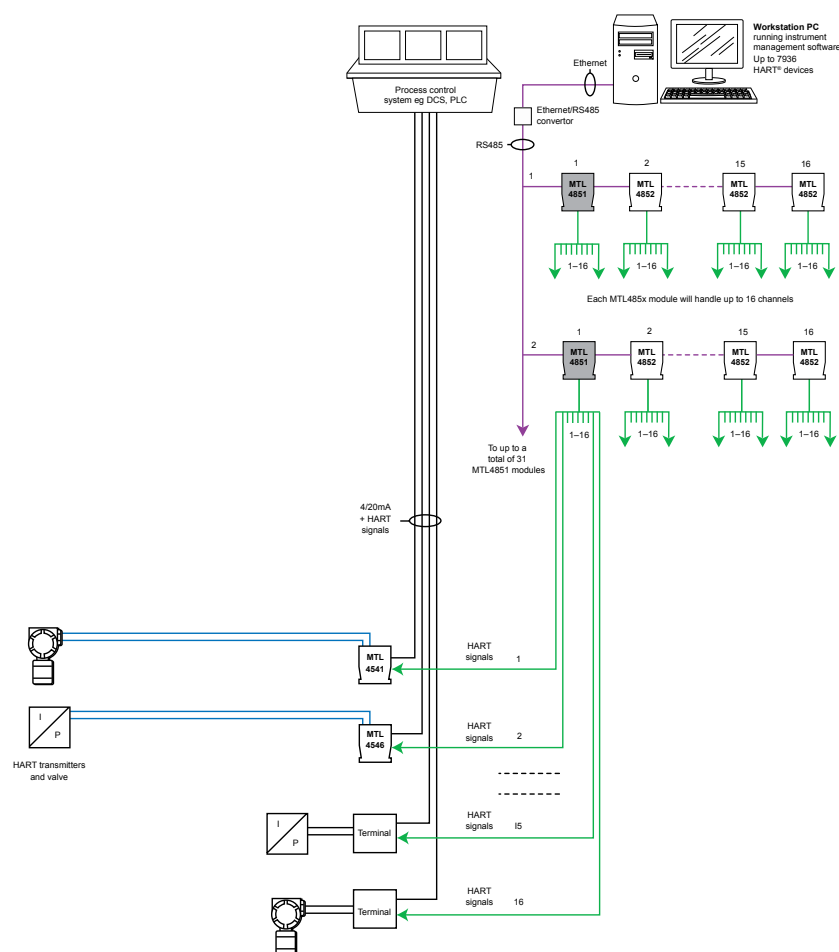 Workstation PC
running instrument
management software
Up to 7936
HART® devices
Ethernet
Process control
system eg DCS, PLC
Ethernet/RS485
convertor
RS485
1
1
2
15
16
MTL
4851
MTL
4852
MTL
4852
MTL
4852
1–16
1–16
1–16
1–16
Each MTL485x module will handle up to 16 channels
2
1
2
15
16
MTL
4851
MTL
4852
MTL
4852
MTL
4852
1–16
1–16
1–16
1–16
To up to a
total of 31
MTL4851 modules
4/20mA
+ HART
signals
MTL
4541
HART
signals 1
I
P
MTL
4546
HART
signals 2
HART transmitters
and valve
I
P
Terminal
HART
signals I5
Terminal
HART
signals 16